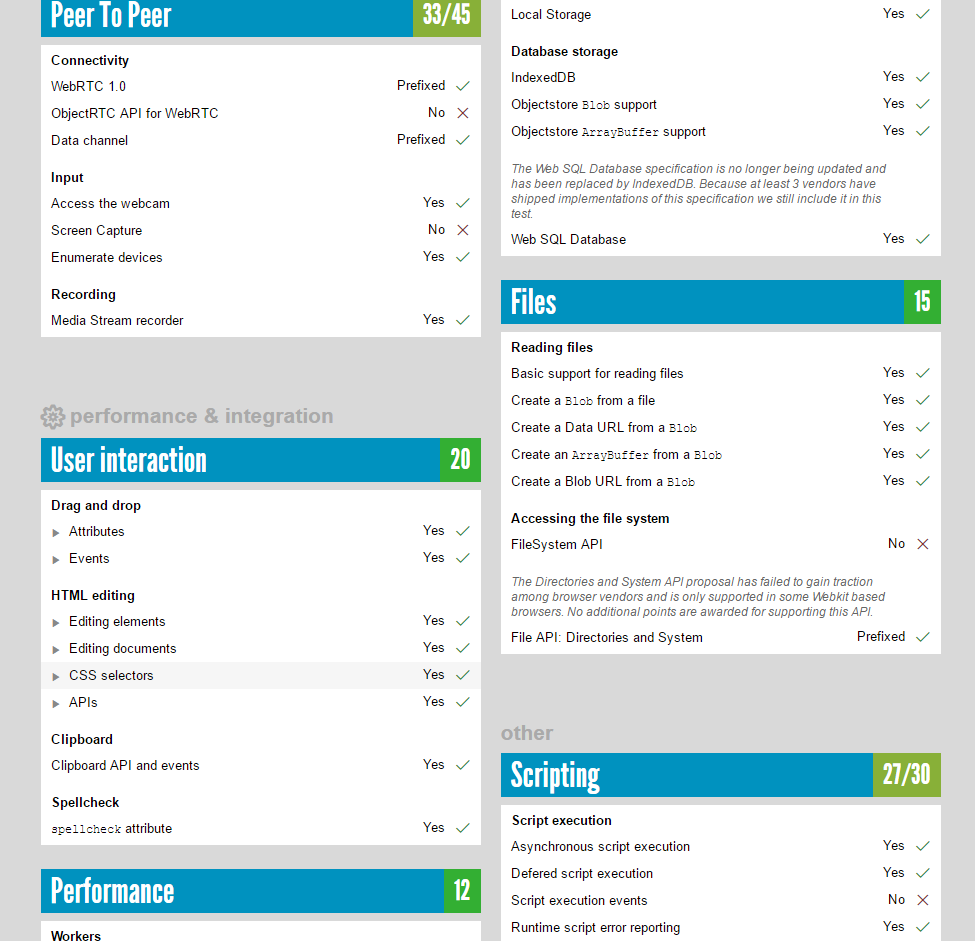 Peer To Peer 33/45
Connectivity
WebRTC 1.0 Prefixed ✓
ObjectRTC API for WebRTC No ✕
Data channel Prefixed ✓
Input
Access the webcam Yes ✓
Screen Capture No ✕
Enumerate devices Yes ✓
Recording
Media Stream recorder Yes ✓
performance & integration
User interaction 20
Drag and drop
▶ Attributes Yes ✓
▶ Events Yes ✓
HTML editing
▶ Editing elements Yes ✓
▶ Editing documents Yes ✓
▶ CSS selectors Yes ✓
▶ APIs Yes ✓
Clipboard
Clipboard API and events Yes ✓
Spellcheck
spellcheck attribute Yes ✓
Performance 12
Workers
Local Storage Yes ✓
Database storage
IndexedDB Yes ✓
Objectstore Blob support Yes ✓
Objectstore ArrayBuffer support Yes ✓
The Web SQL Database specification is no longer being updated and
has been replaced by IndexedDB. Because at least 3 vendors have
shipped implementations of this specification we still include it in this
test.
Web SQL Database Yes ✓
Files 15
Reading files
Basic support for reading files Yes ✓
Create a Blob from a file Yes ✓
Create a Data URL from a Blob Yes ✓
Create an ArrayBuffer from a Blob Yes ✓
Create a Blob URL from a Blob Yes ✓
Accessing the file system
FileSystem API No ✕
The Directories and System API proposal has failed to gain traction
among browser vendors and is only supported in some Webkit based
browsers. No additional points are awarded for supporting this API.
File API: Directories and System Prefixed ✓
other
Scripting 27/30
Script execution
Asynchronous script execution Yes ✓
Defered script execution Yes ✓
Script execution events No ✕
Runtime script error reporting Yes ✓